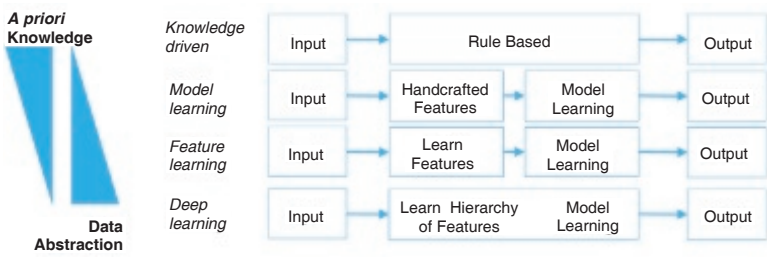 A priori
Knowledge
Knowledge
driven
Input
Rule Based
Output
Model
learning
Input
Handcrafted
Features
Model
Learning
Output
Feature
learning
Input
Learn
Features
Model
Learning
Output
Deep
learning
Input
Learn Hierarchy
of Features
Model
Learning
Output
Data
Abstraction